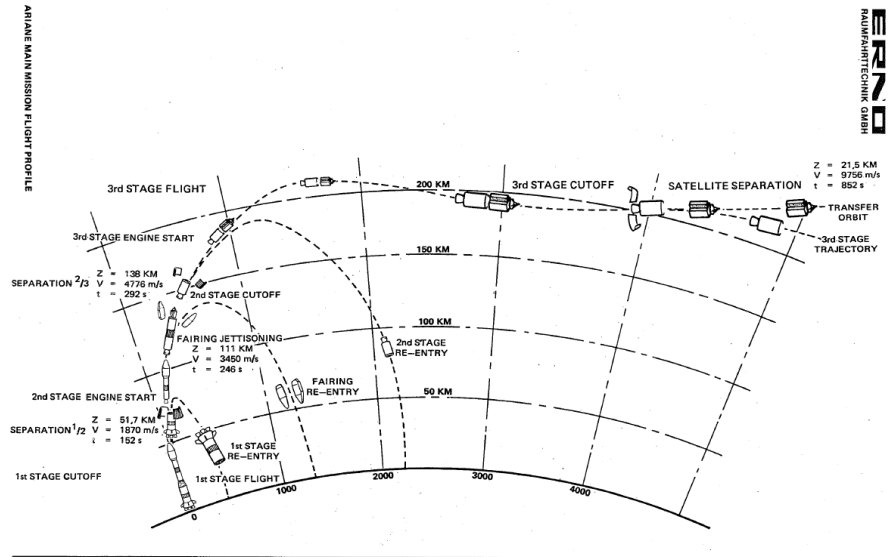 ERNO
RAUMFAHRTTECHNIK GMBH
ARIANE MAIN MISSION FLIGHT PROFILE
Z = 21,5 KM
V = 9756 m/s
t = 852 s
3rd STAGE FLIGHT
200 KM
3rd STAGE CUTOFF
SATELLITE SEPARATION
TRANSFER
ORBIT
3rd STAGE ENGINE START
3rd STAGE
TRAJECTORY
150 KM
SEPARATION 2/3
Z = 138 KM
V = 4776 m/s
t = 292 s
2nd STAGE CUTOFF
100 KM
FAIRING JETTISONING
Z = 111 KM
V = 3450 m/s
t = 246 s
2nd STAGE
RE-ENTRY
FAIRING
RE-ENTRY
2nd STAGE ENGINE START
50 KM
SEPARATION 1/2
Z = 51,7 KM
V = 1870 m/s
t = 152 s
1st STAGE
RE-ENTRY
1st STAGE CUTOFF
1st STAGE FLIGHT
0
1000
2000
3000
4000